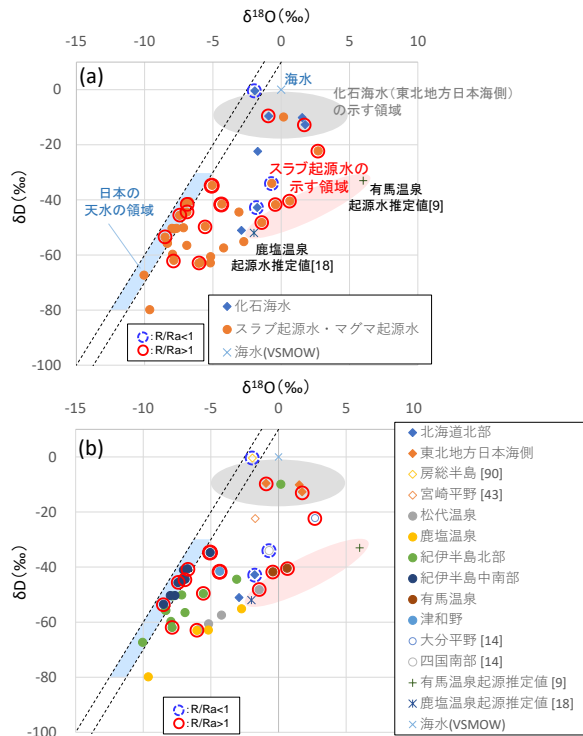 δ¹⁸O(‰)
-15 -10 -5 0 5 10
(a)
海水
化石海水(東北地方日本海側)
の示す領域
スラブ起源水の
示す領域
有馬温泉
起源水推定値[9]
日本の
天水の領域
鹿塩温泉
起源水推定値[18]
δD(‰)
0
-20
-40
-60
-80
-100
:R/Ra<1
:R/Ra>1
化石海水
スラブ起源水・マグマ起源水
海水(VSMOW)
δ¹⁸O(‰)
-15 -10 -5 0 5 10
(b)
δD(‰)
0
-20
-40
-60
-80
-100
:R/Ra<1
:R/Ra>1
北海道北部
東北地方日本海側
房総半島 [90]
宮崎平野 [43]
松代温泉
鹿塩温泉
紀伊半島北部
紀伊半島中南部
有馬温泉
津和野
大分平野 [14]
四国南部 [14]
有馬温泉起源推定値 [9]
鹿塩温泉起源推定値 [18]
海水(VSMOW)